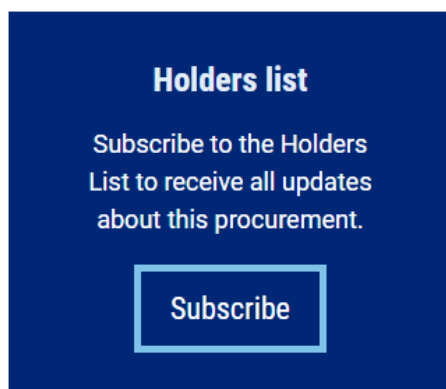 Holders list
Subscribe to the Holders
List to receive all updates
about this procurement.
Subscribe